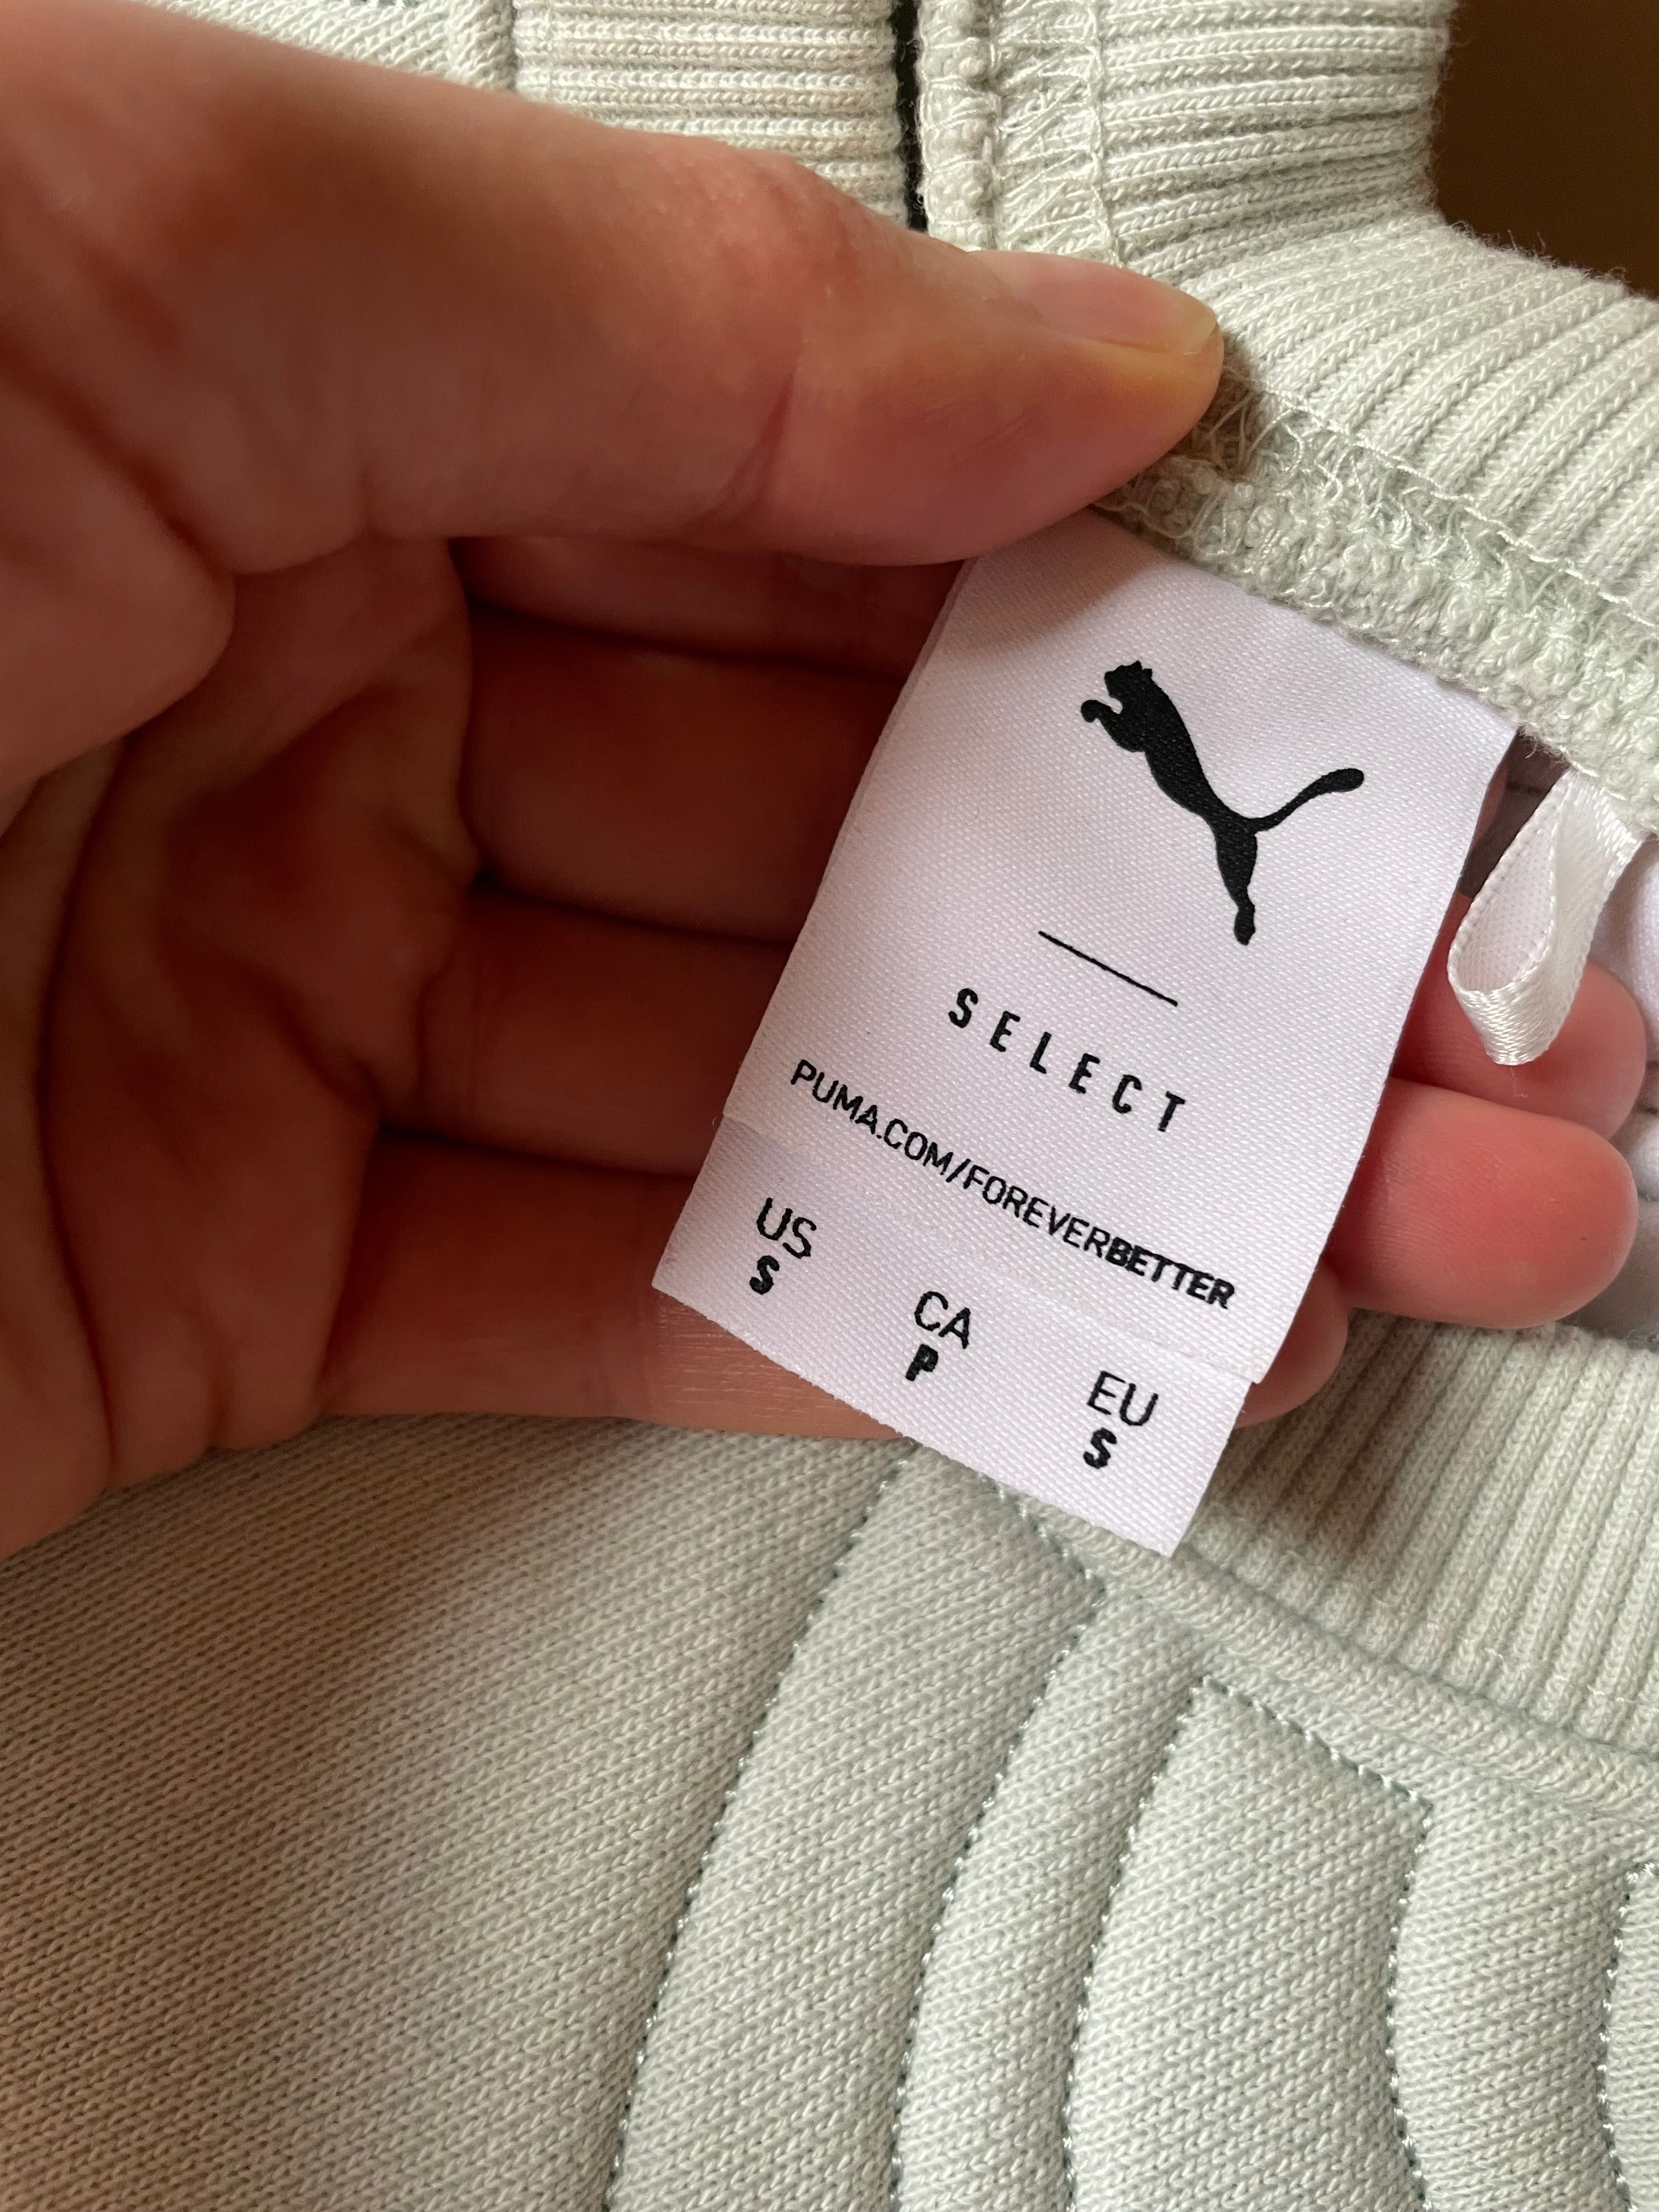 SELECT
PUMA.COM/FOREVERBETTER
US CA EU
S P S